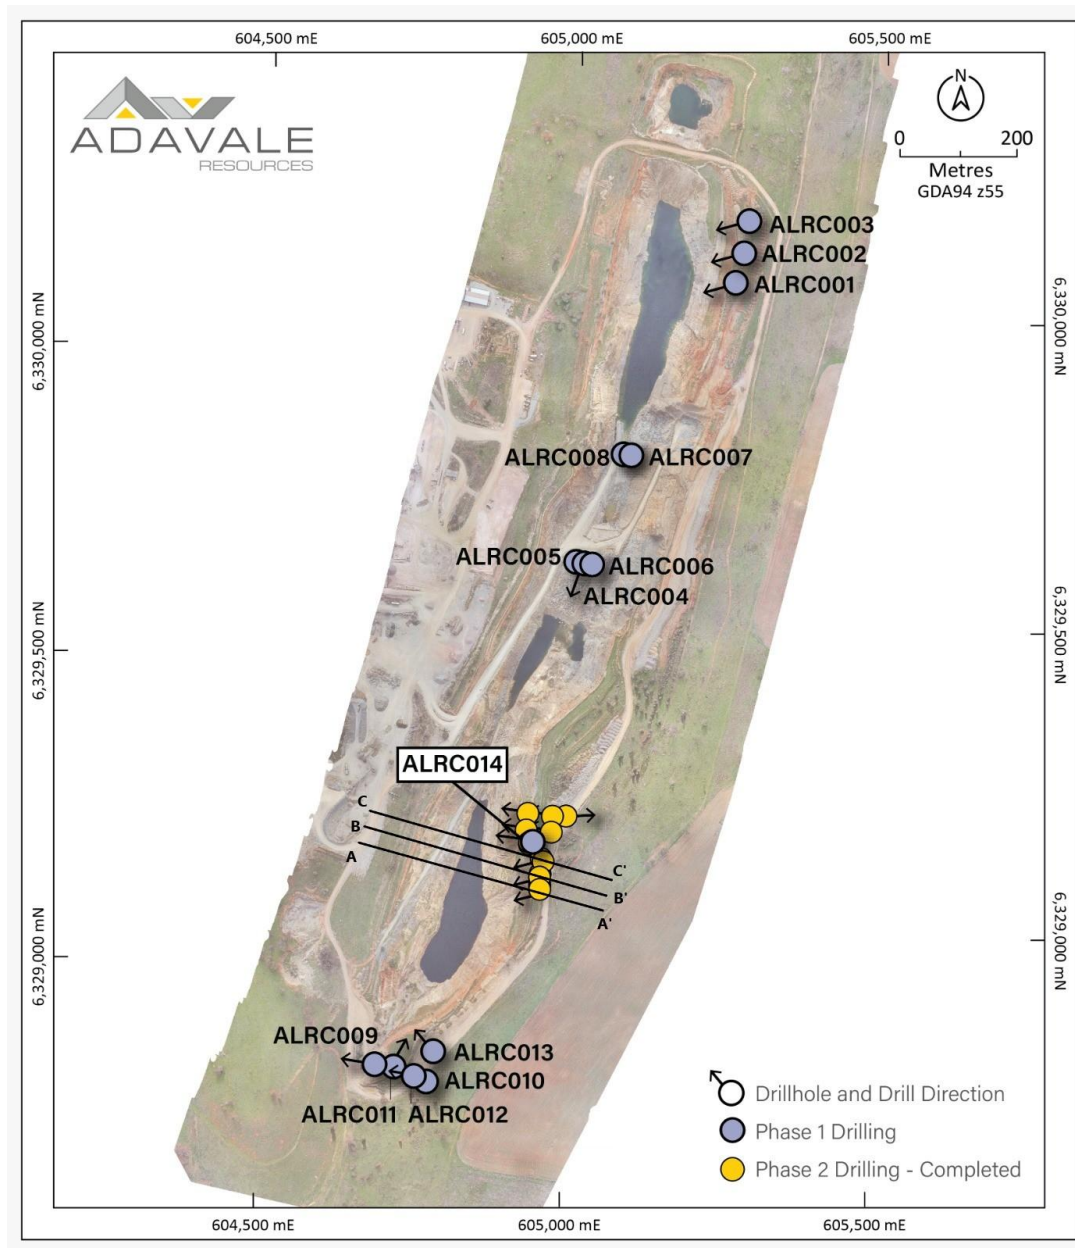 604,500 mE
605,000 mE
605,500 mE
ADAVALE
RESOURCES
N
0
200
Metres
GDA94 z55
ALRC003
ALRC002
ALRC001
6,330,000 mN
6,330,000 mN
ALRC008
ALRC007
ALRC005
ALRC006
ALRC004
6,329,500 mN
6,329,500 mN
ALRC014
C
B
A
C'
B'
A'
6,329,000 mN
6,329,000 mN
ALRC009
ALRC013
ALRC010
ALRC011
ALRC012
Drillhole and Drill Direction
Phase 1 Drilling
Phase 2 Drilling - Completed
604,500 mE
605,000 mE
605,500 mE